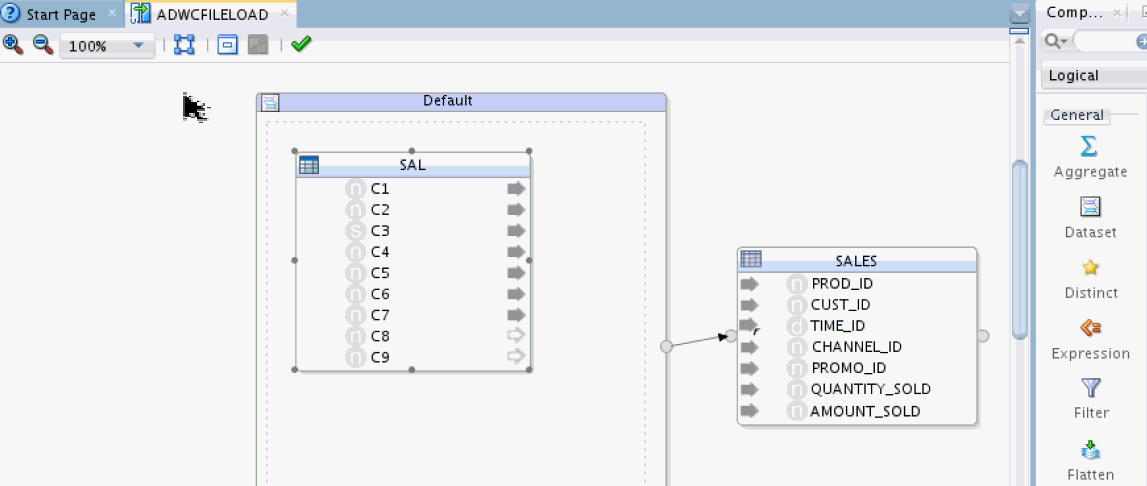 Start Page
ADWCFILELOAD
Comp...
100%
Logical
General
Aggregate
Dataset
Distinct
Expression
Filter
Flatten
Default
SAL
n C1
n C2
s C3
n C4
n C5
n C6
n C7
n C8
n C9
SALES
n PROD_ID
n CUST_ID
d TIME_ID
n CHANNEL_ID
n PROMO_ID
n QUANTITY_SOLD
n AMOUNT_SOLD